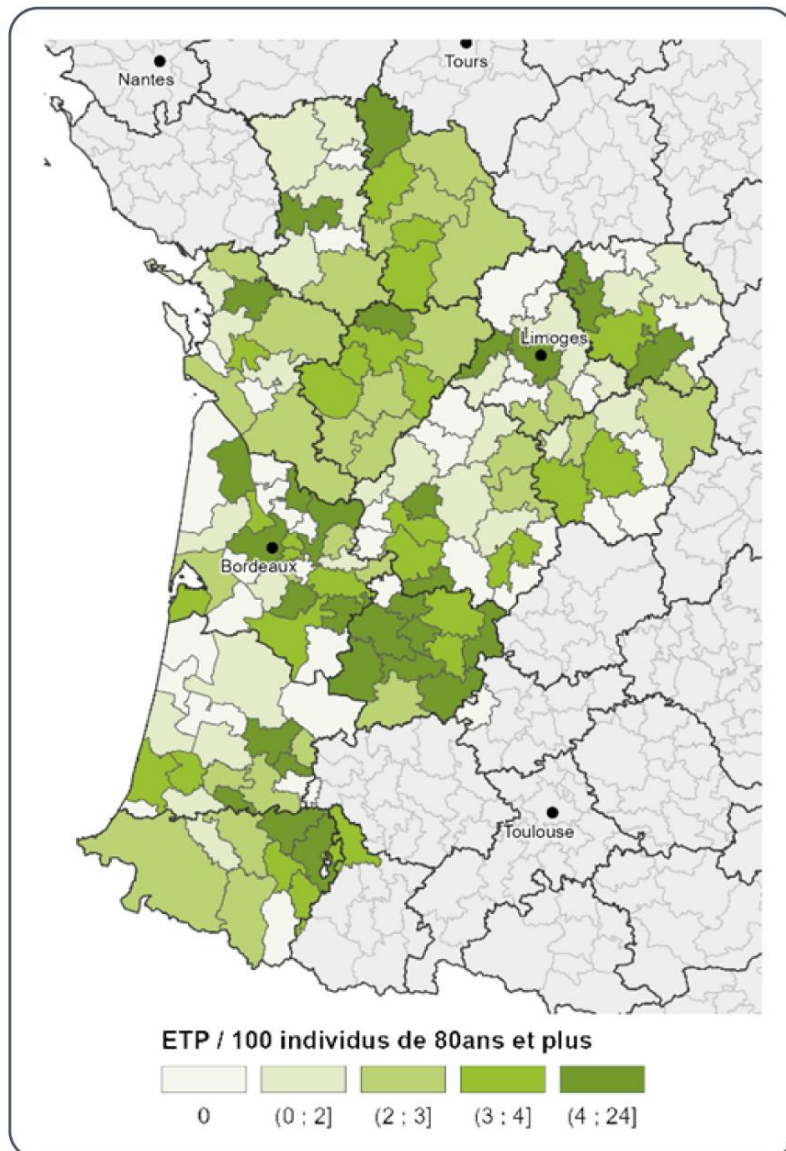 Nantes
Tours
Limoges
Bordeaux
Toulouse
ETP / 100 individus de 80ans et plus
0
(0 ; 2]
(2 ; 3]
(3 ; 4]
(4 ; 24]